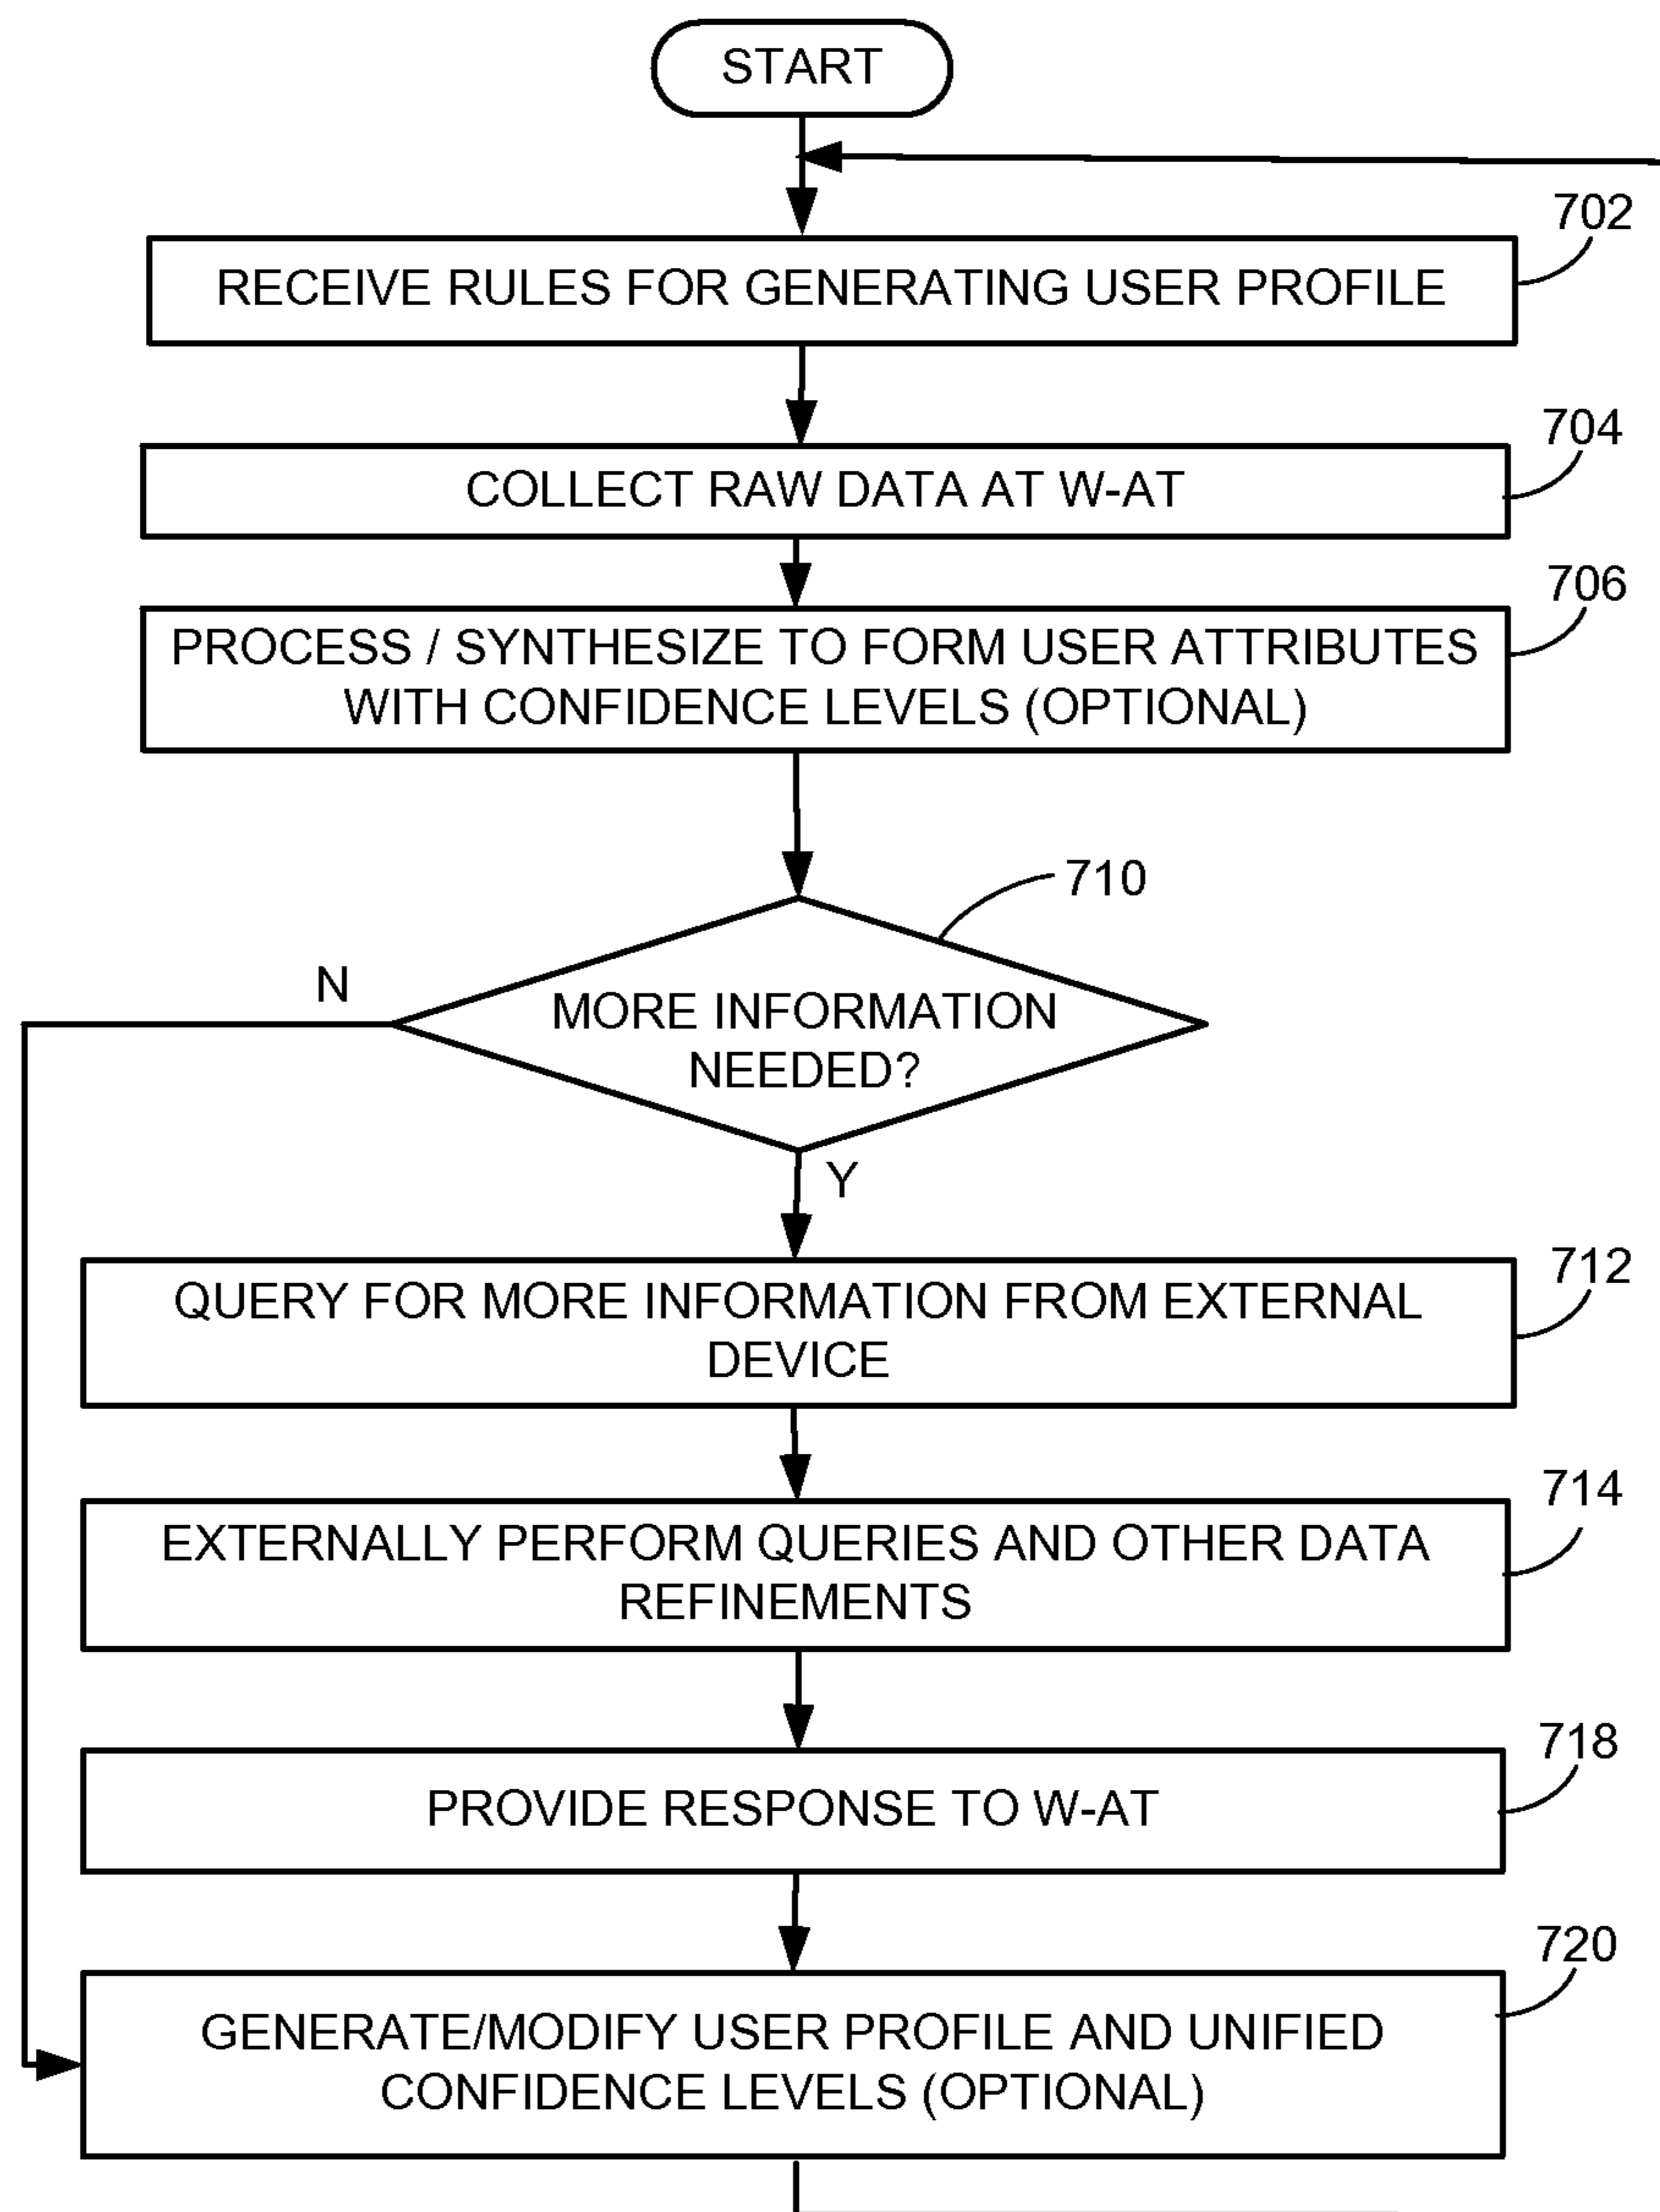 START
702
RECEIVE RULES FOR GENERATING USER PROFILE
704
COLLECT RAW DATA AT W-AT
706
PROCESS / SYNTHESIZE TO FORM USER ATTRIBUTES
WITH CONFIDENCE LEVELS (OPTIONAL)
710
N
MORE INFORMATION
NEEDED?
Y
712
QUERY FOR MORE INFORMATION FROM EXTERNAL
DEVICE
714
EXTERNALLY PERFORM QUERIES AND OTHER DATA
REFINEMENTS
718
PROVIDE RESPONSE TO W-AT
720
GENERATE/MODIFY USER PROFILE AND UNIFIED
CONFIDENCE LEVELS (OPTIONAL)